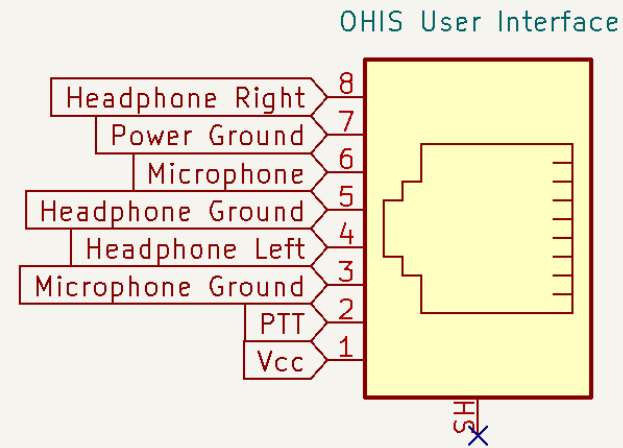 OHIS User Interface
Headphone Right 8
Power Ground 7
Microphone 6
Headphone Ground 5
Headphone Left 4
Microphone Ground 3
PTT 2
Vcc 1
SH